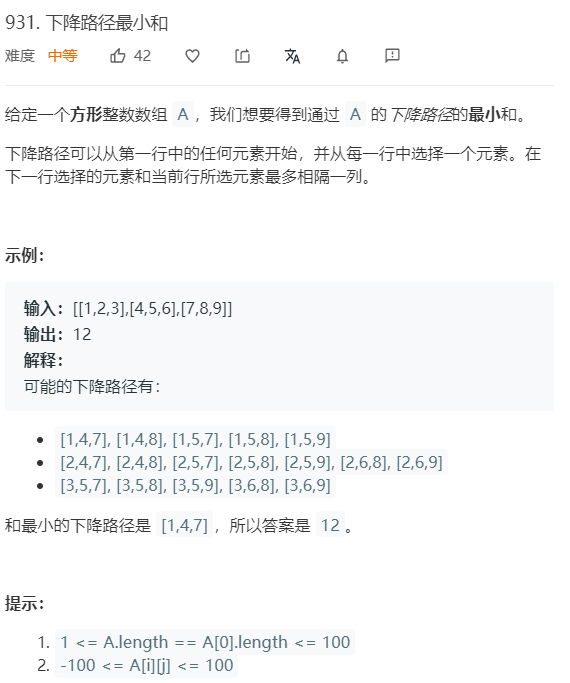 931. 下降路径最小和
难度 中等 42
给定一个方形整数数组 A，我们想要得到通过 A 的下降路径的最小和。
下降路径可以从第一行中的任何元素开始，并从每一行中选择一个元素。在
下一行选择的元素和当前行所选元素最多相隔一列。
示例：
输入：[[1,2,3],[4,5,6],[7,8,9]]
输出：12
解释：
可能的下降路径有：
[1,4,7], [1,4,8], [1,5,7], [1,5,8], [1,5,9]
[2,4,7], [2,4,8], [2,5,7], [2,5,8], [2,5,9], [2,6,8], [2,6,9]
[3,5,7], [3,5,8], [3,5,9], [3,6,8], [3,6,9]
和最小的下降路径是 [1,4,7]，所以答案是 12。
提示：
1. 1 <= A.length == A[0].length <= 100
2. -100 <= A[i][j] <= 100